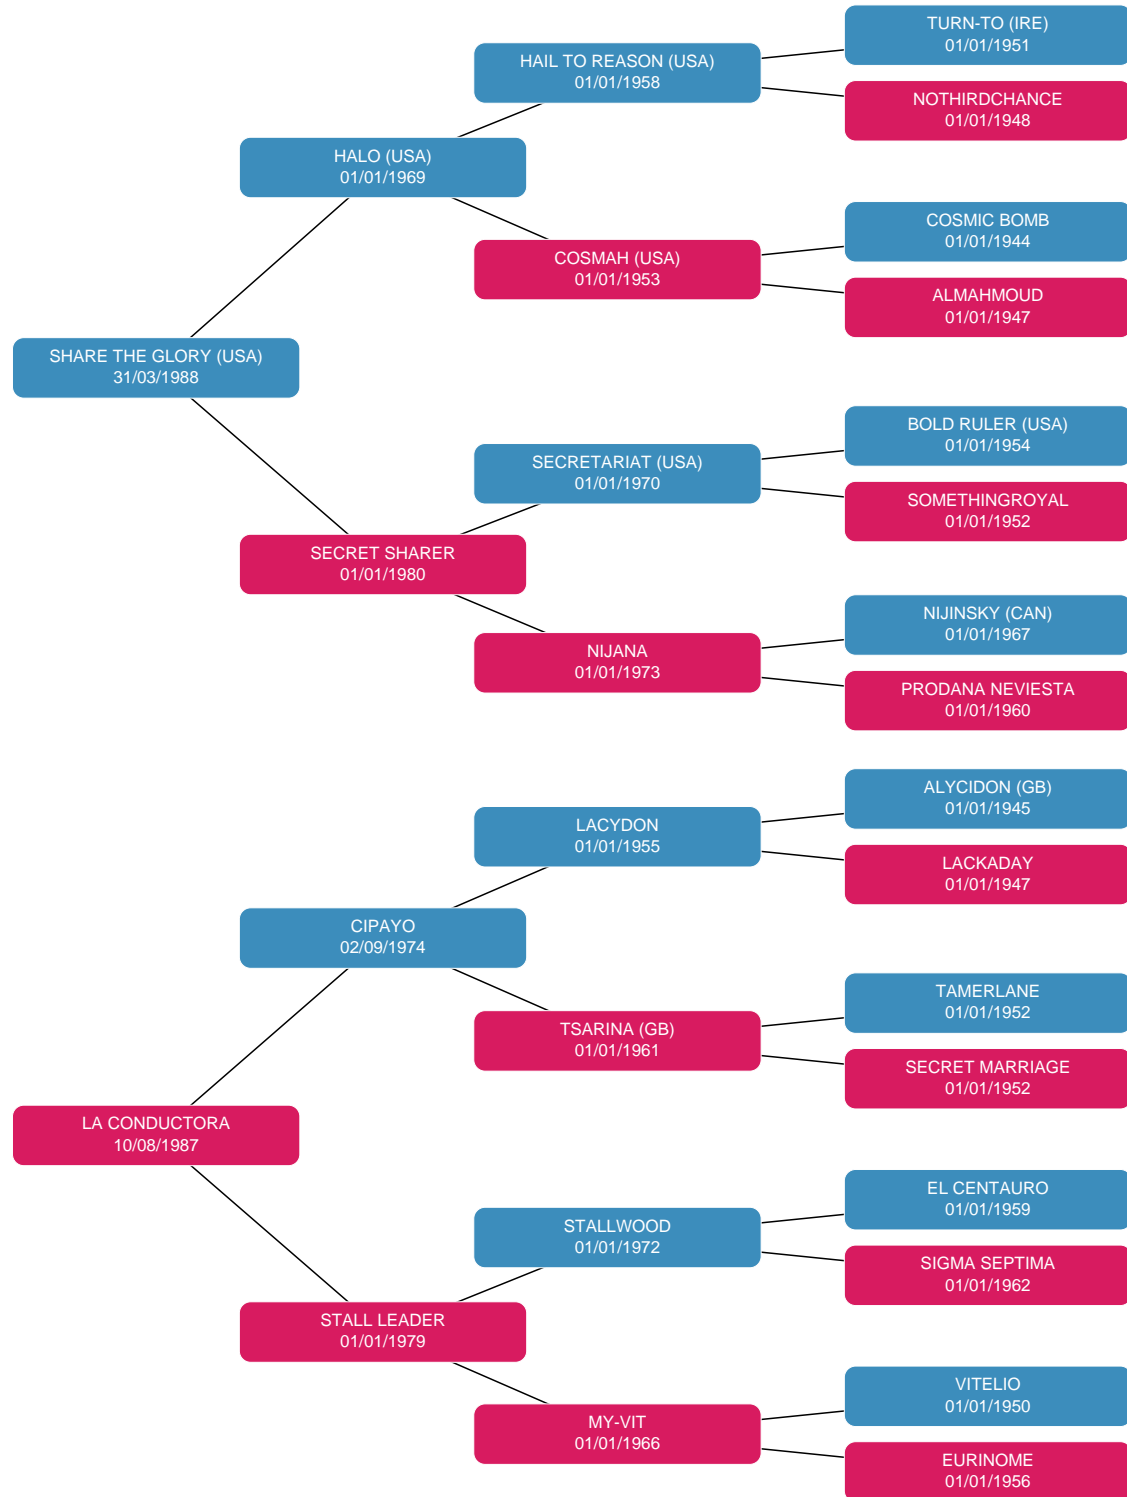 TURN-TO (IRE)
01/01/1951
HAIL TO REASON (USA)
01/01/1958
NOTHIRDCHANCE
01/01/1948
HALO (USA)
01/01/1969
COSMIC BOMB
01/01/1944
COSMAH (USA)
01/01/1953
ALMAHMOUD
01/01/1947
SHARE THE GLORY (USA)
31/03/1988
BOLD RULER (USA)
01/01/1954
SECRETARIAT (USA)
01/01/1970
SOMETHINGROYAL
01/01/1952
SECRET SHARER
01/01/1980
NIJINSKY (CAN)
01/01/1967
NIJANA
01/01/1973
PRODANA NEVIESTA
01/01/1960
ALYCIDON (GB)
01/01/1945
LACYDON
01/01/1955
LACKADAY
01/01/1947
CIPAYO
02/09/1974
TAMERLANE
01/01/1952
TSARINA (GB)
01/01/1961
SECRET MARRIAGE
01/01/1952
LA CONDUCTORA
10/08/1987
EL CENTAURO
01/01/1959
STALLWOOD
01/01/1972
SIGMA SEPTIMA
01/01/1962
STALL LEADER
01/01/1979
VITELIO
01/01/1950
MY-VIT
01/01/1966
EURINOME
01/01/1956